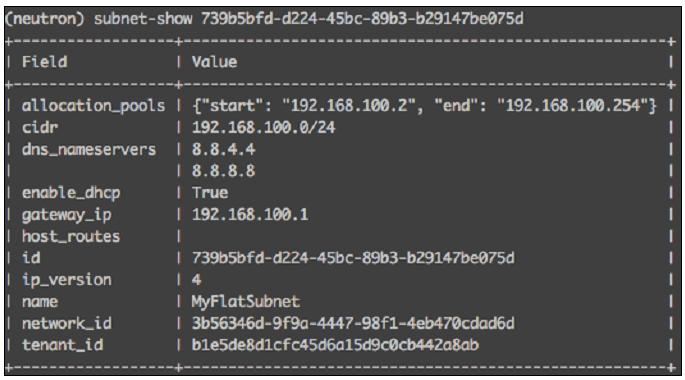 (neutron) subnet-show 739b5bfd-d224-45bc-89b3-b29147be075d
+------------------+--------------------------------------------------+
| Field            | Value                                            |
+------------------+--------------------------------------------------+
| allocation_pools | {"start": "192.168.100.2", "end": "192.168.100.254"} |
| cidr             | 192.168.100.0/24                                 |
| dns_nameservers  | 8.8.4.4                                          |
|                  | 8.8.8.8                                          |
| enable_dhcp      | True                                             |
| gateway_ip       | 192.168.100.1                                    |
| host_routes      |                                                  |
| id               | 739b5bfd-d224-45bc-89b3-b29147be075d             |
| ip_version       | 4                                                |
| name             | MyFlatSubnet                                     |
| network_id       | 3b56346d-9f9a-4447-98f1-4eb470cdad6d             |
| tenant_id        | b1e5de8d1cfc45d6a15d9c0cb442a8ab                 |
+------------------+--------------------------------------------------+